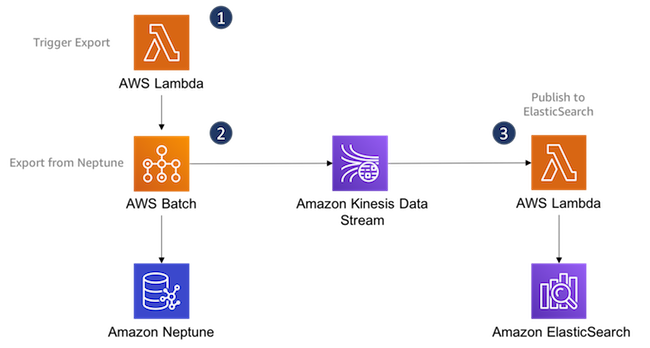 1
Trigger Export
AWS Lambda
Publish to
ElasticSearch
2
3
Export from Neptune
AWS Batch
Amazon Kinesis Data
Stream
AWS Lambda
Amazon Neptune
Amazon ElasticSearch